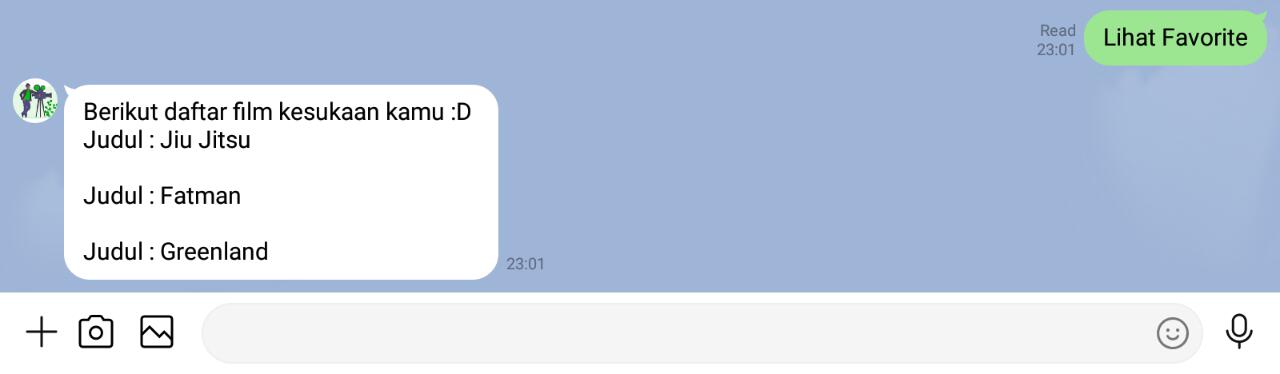 Read
23:01
Lihat Favorite
Berikut daftar film kesukaan kamu :D
Judul : Jiu Jitsu
Judul : Fatman
Judul : Greenland
23:01